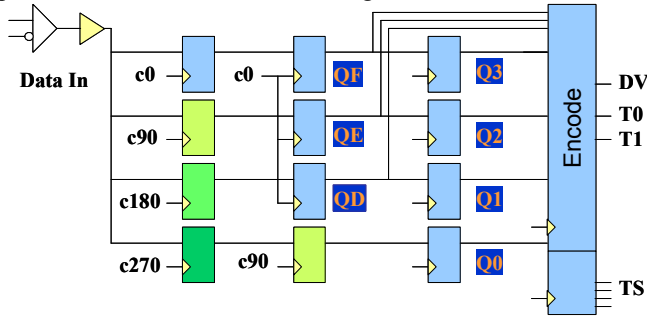 Data In
c0 c0 QF Q3
c90 QE Q2
c180 QD Q1
c270 c90 Q0
Encode
DV
T0
T1
TS